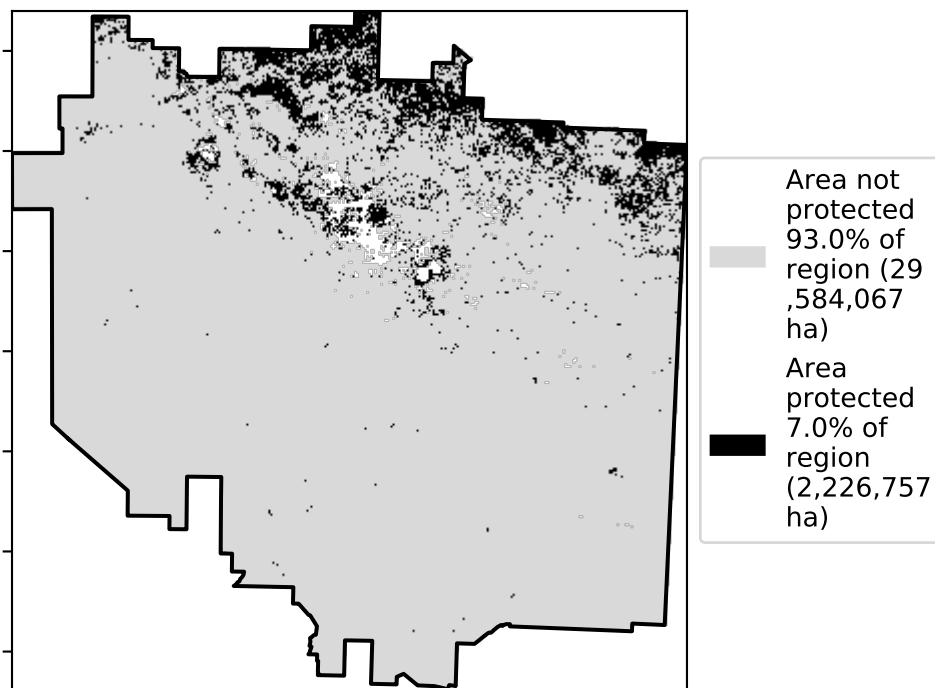 Area not
protected
93.0% of
region (29
,584,067
ha)
Area
protected
7.0% of
region
(2,226,757
ha)